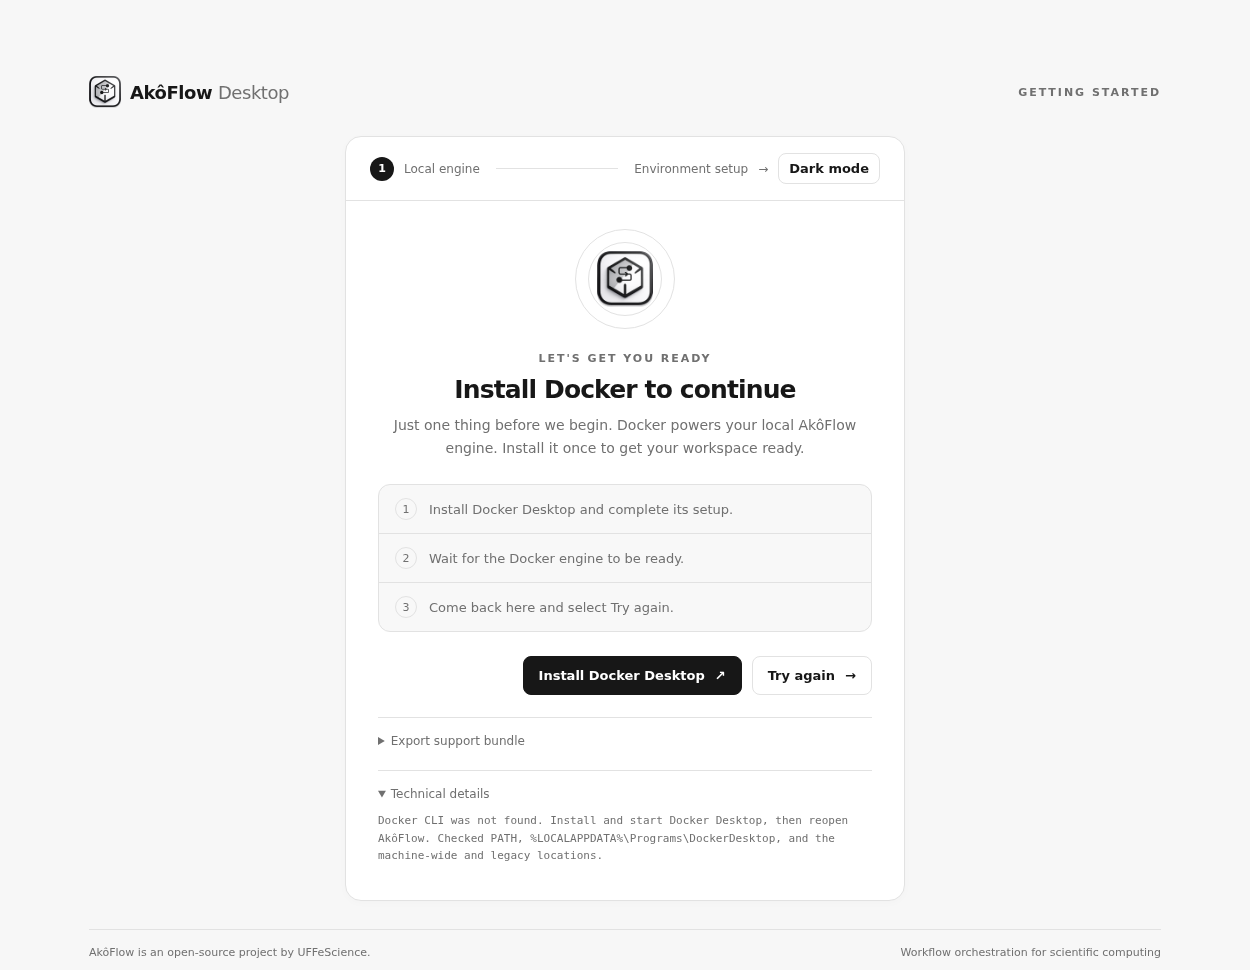 AkôFlow Desktop
GETTING STARTED
1 Local engine
Environment setup →
Dark mode
LET'S GET YOU READY
Install Docker to continue
Just one thing before we begin. Docker powers your local AkôFlow
engine. Install it once to get your workspace ready.
1 Install Docker Desktop and complete its setup.
2 Wait for the Docker engine to be ready.
3 Come back here and select Try again.
Install Docker Desktop ↗
Try again →
▶ Export support bundle
▼ Technical details
Docker CLI was not found. Install and start Docker Desktop, then reopen
AkôFlow. Checked PATH, %LOCALAPPDATA%\Programs\DockerDesktop, and the
machine-wide and legacy locations.
AkôFlow is an open-source project by UFFeScience.
Workflow orchestration for scientific computing